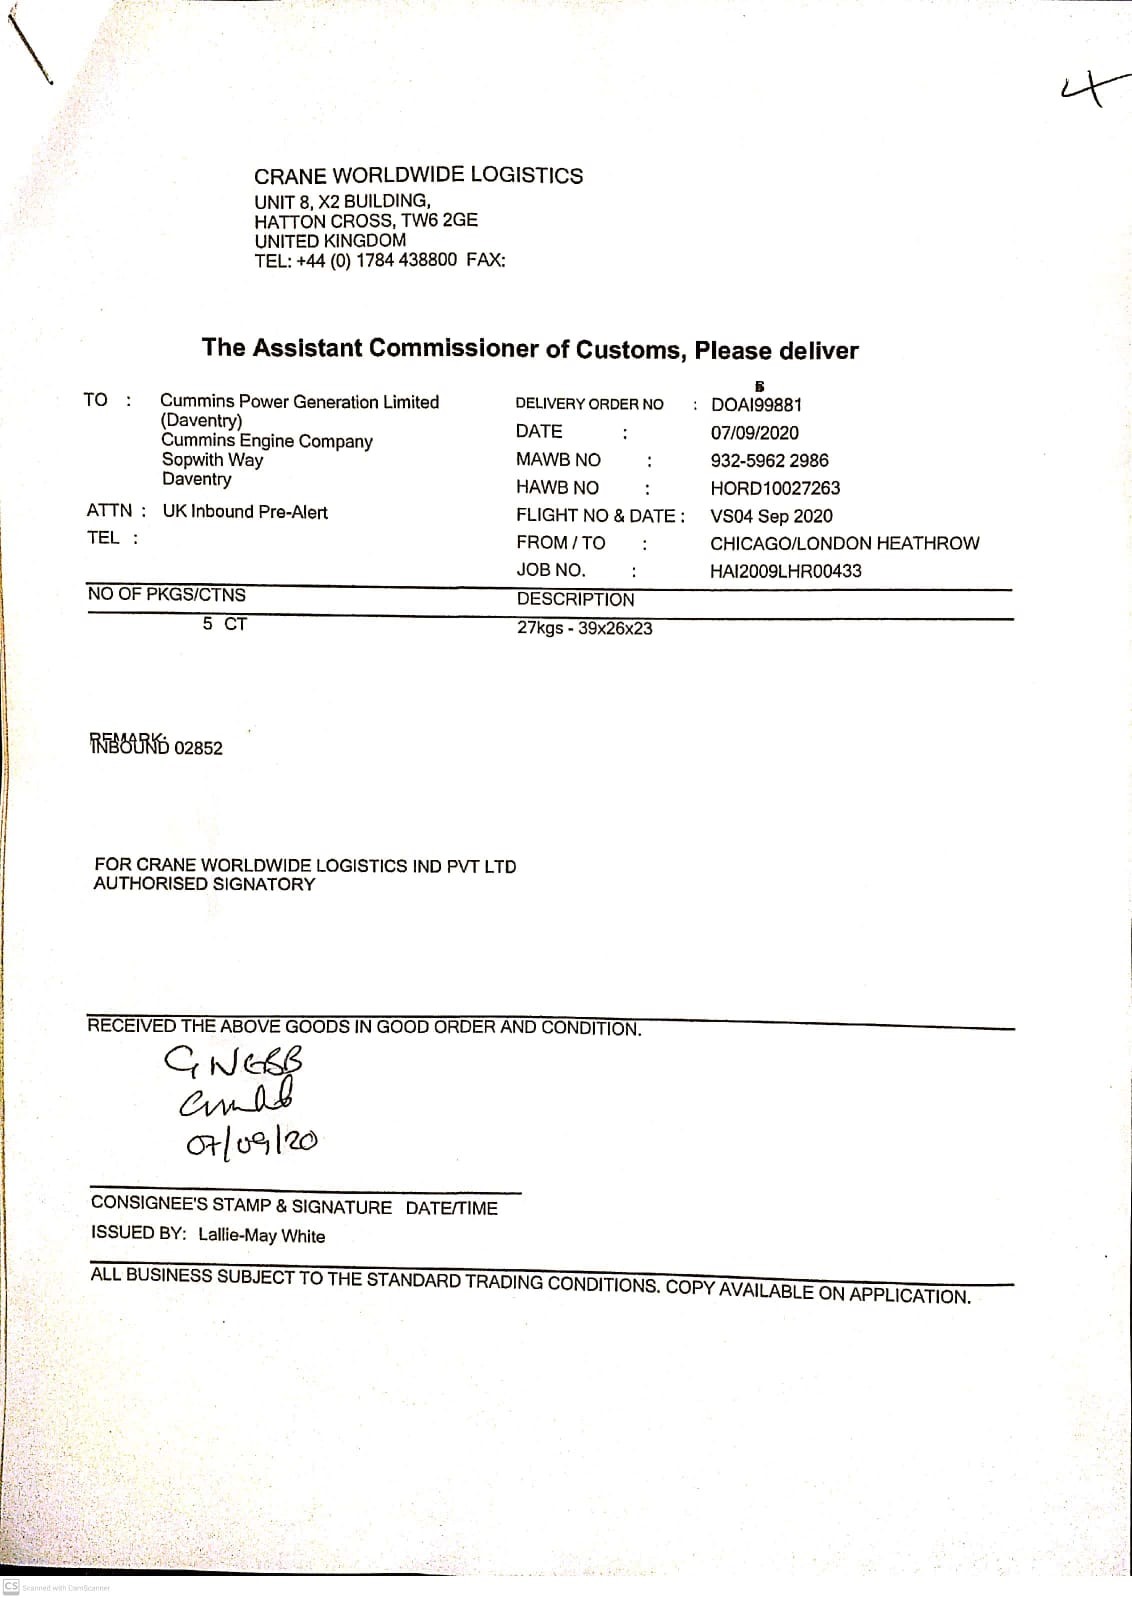 4
CRANE WORLDWIDE LOGISTICS
UNIT 8, X2 BUILDING,
HATTON CROSS, TW6 2GE
UNITED KINGDOM
TEL: +44 (0) 1784 438800 FAX:
The Assistant Commissioner of Customs, Please deliver
TO : Cummins Power Generation Limited
(Daventry)
Cummins Engine Company
Sopwith Way
Daventry
ATTN : UK Inbound Pre-Alert
TEL :
DELIVERY ORDER NO : DOAI99881
DATE : 07/09/2020
MAWB NO : 932-5962 2986
HAWB NO : HORD10027263
FLIGHT NO & DATE : VS04 Sep 2020
FROM / TO : CHICAGO/LONDON HEATHROW
JOB NO. : HAI2009LHR00433
NO OF PKGS/CTNS DESCRIPTION
5 CT 27kgs - 39x26x23
REMARK:
INBOUND 02852
FOR CRANE WORLDWIDE LOGISTICS IND PVT LTD
AUTHORISED SIGNATORY
RECEIVED THE ABOVE GOODS IN GOOD ORDER AND CONDITION.
07/09/20
CONSIGNEE'S STAMP & SIGNATURE DATE/TIME
ISSUED BY: Lallie-May White
ALL BUSINESS SUBJECT TO THE STANDARD TRADING CONDITIONS. COPY AVAILABLE ON APPLICATION.
CS Scanned with CamScanner